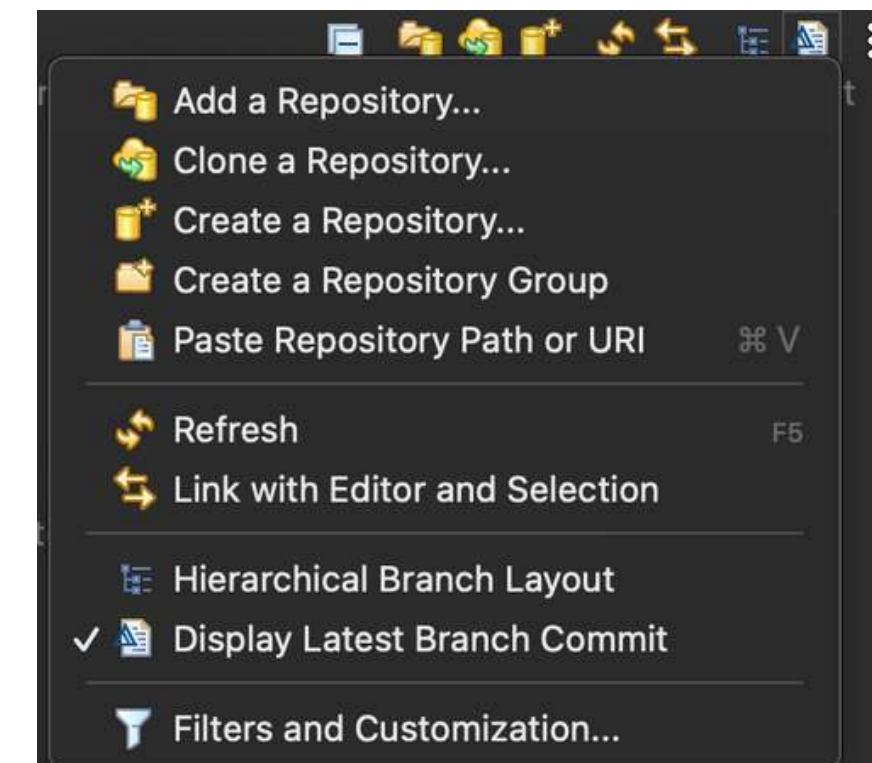 Add a Repository...
Clone a Repository...
Create a Repository...
Create a Repository Group
Paste Repository Path or URI ⌘ V
Refresh F5
Link with Editor and Selection
Hierarchical Branch Layout
Display Latest Branch Commit
Filters and Customization...